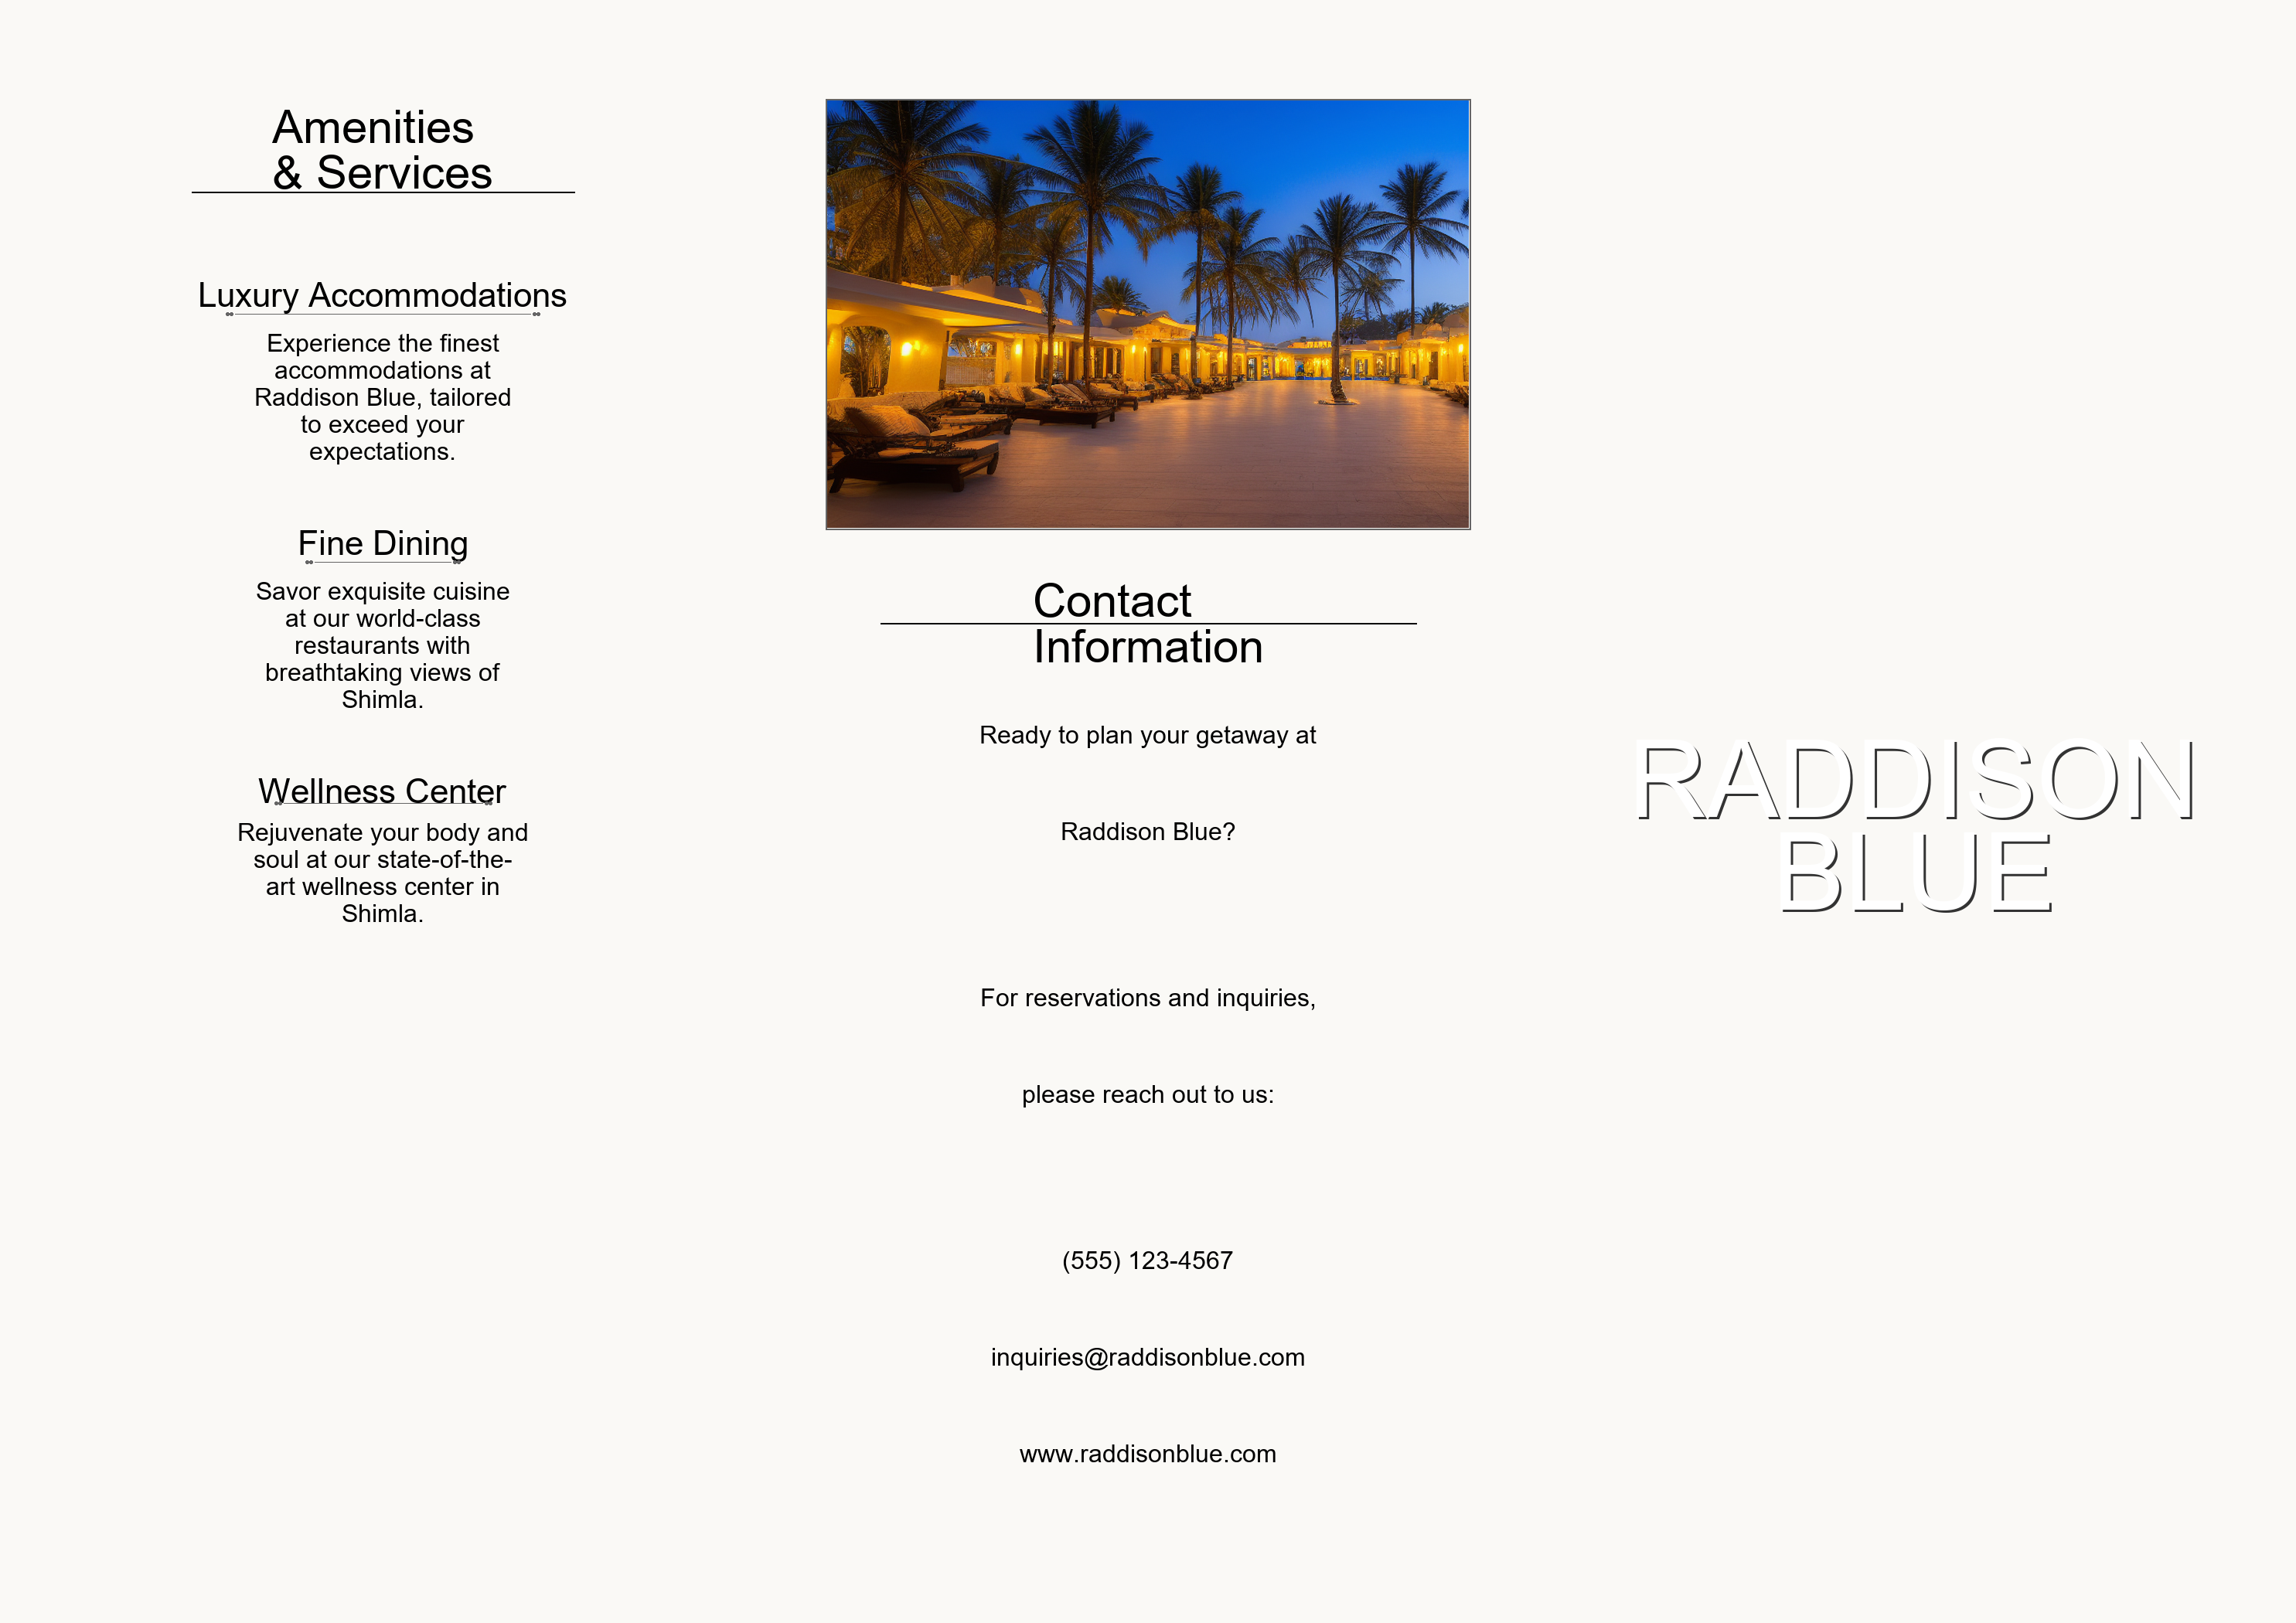 Amenities
& Services
Luxury Accommodations
Experience the finest
accommodations at
Raddison Blue, tailored
to exceed your
expectations.
Fine Dining
Savor exquisite cuisine
at our world-class
restaurants with
breathtaking views of
Shimla.
Wellness Center
Rejuvenate your body and
soul at our state-of-the-
art wellness center in
Shimla.
Contact
Information
Ready to plan your getaway at
Raddison Blue?
For reservations and inquiries,
please reach out to us:
(555) 123-4567
inquiries@raddisonblue.com
www.raddisonblue.com
RADDISON
BLUE